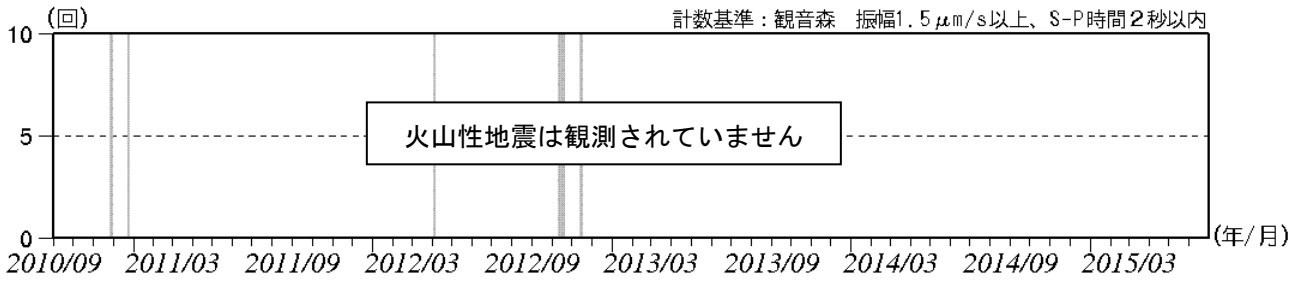 (回)
計数基準：観音森　振幅1.5μm/s以上、S-P時間2秒以内
10
火山性地震は観測されていません
5
0
(年/月)
2010/09 2011/03 2011/09 2012/03 2012/09 2013/03 2013/09 2014/03 2014/09 2015/03